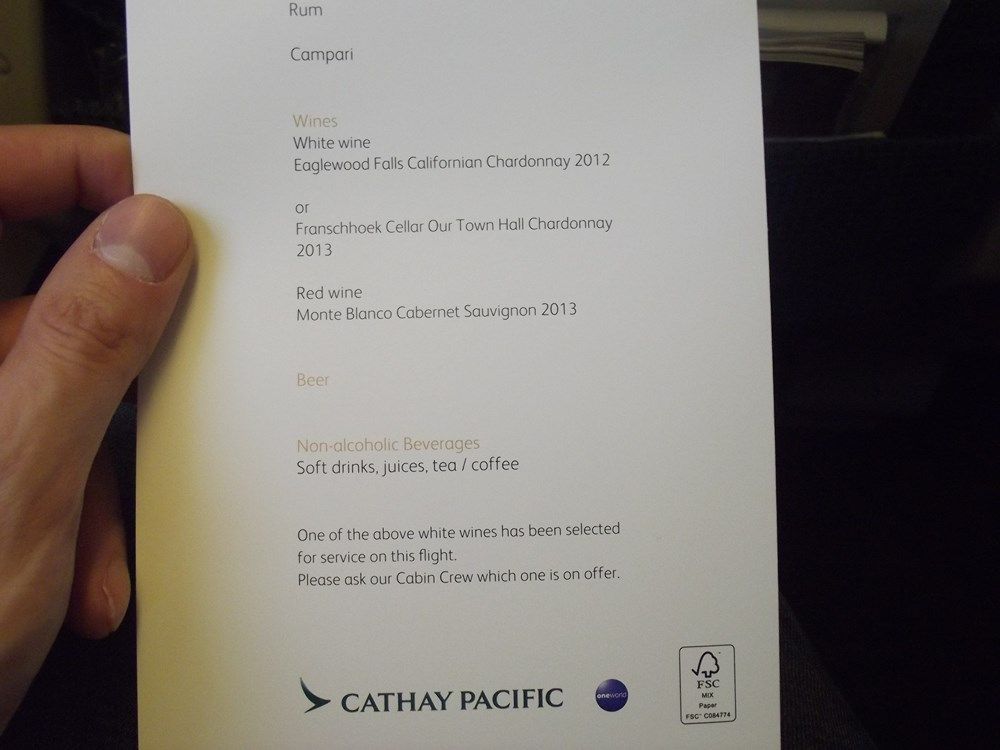 Rum
Campari
Wines
White wine
Eaglewood Falls Californian Chardonnay 2012
or
Franschhoek Cellar Our Town Hall Chardonnay
2013
Red wine
Monte Blanco Cabernet Sauvignon 2013
Beer
Non-alcoholic Beverages
Soft drinks, juices, tea / coffee
One of the above white wines has been selected
for service on this flight.
Please ask our Cabin Crew which one is on offer.
CATHAY PACIFIC
oneworld
FSC
MIX
Paper
FSC™ C084774